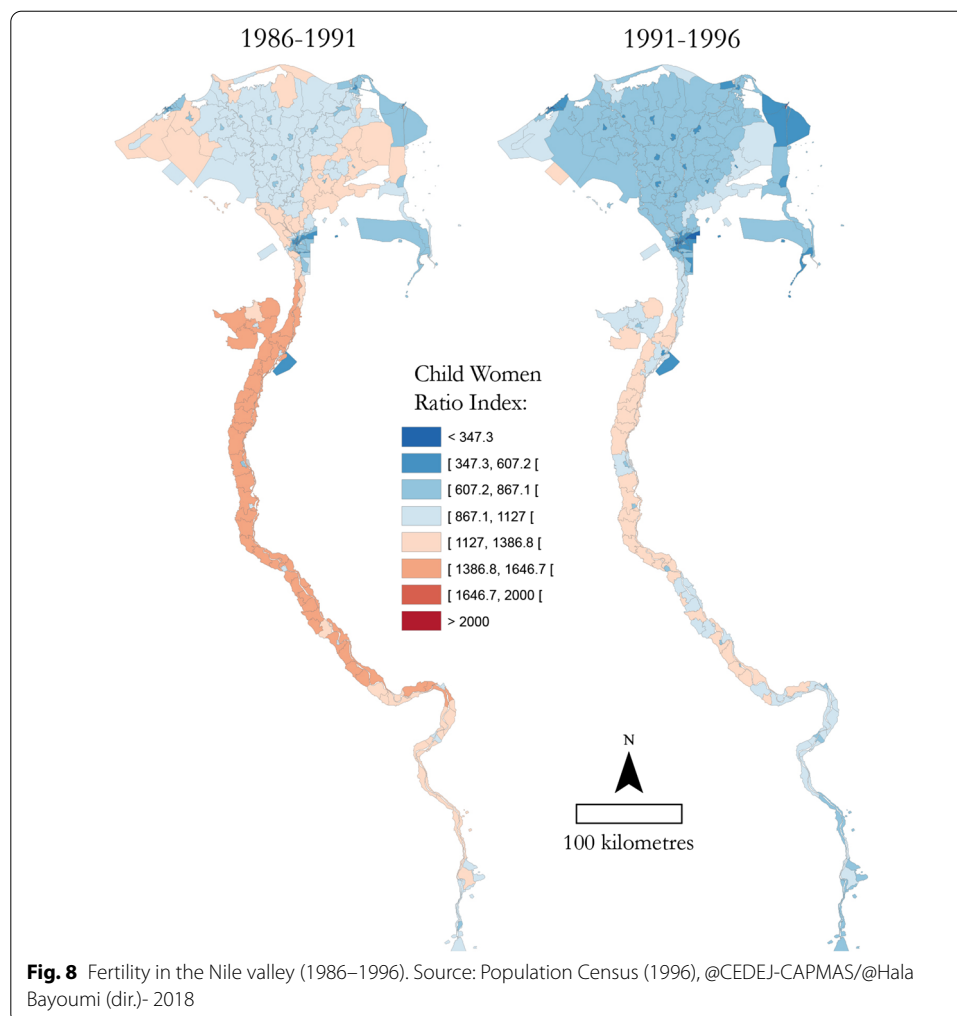 1986-1991
1991-1996
Child Women
Ratio Index:
< 347.3
[ 347.3, 607.2 [
[ 607.2, 867.1 [
[ 867.1, 1127 [
[ 1127, 1386.8 [
[ 1386.8, 1646.7 [
[ 1646.7, 2000 [
> 2000
N
100 kilometres
Fig. 8 Fertility in the Nile valley (1986–1996). Source: Population Census (1996), @CEDEJ-CAPMAS/@Hala
Bayoumi (dir.)- 2018